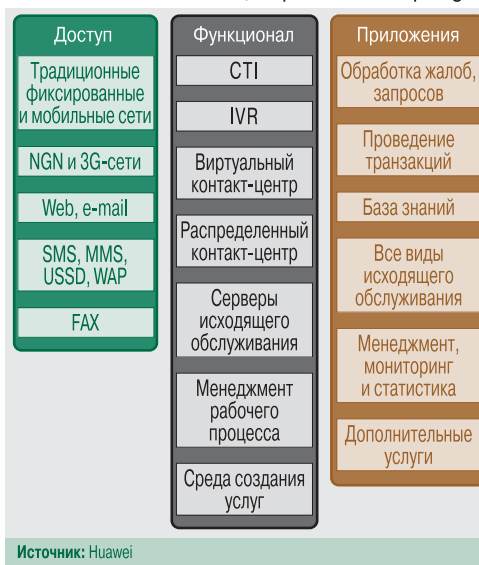 Доступ
Традиционные
фиксированные
и мобильные сети
NGN и 3G-сети
Web, e-mail
SMS, MMS,
USSD, WAP
FAX
Функционал
CTI
IVR
Виртуальный
контакт-центр
Распределенный
контакт-центр
Серверы
исходящего
обслуживания
Менеджмент
рабочего
процесса
Среда создания
услуг
Приложения
Обработка жалоб,
запросов
Проведение
транзакций
База знаний
Все виды
исходящего
обслуживания
Менеджмент,
мониторинг
и статистика
Дополнительные
услуги
Источник: Huawei